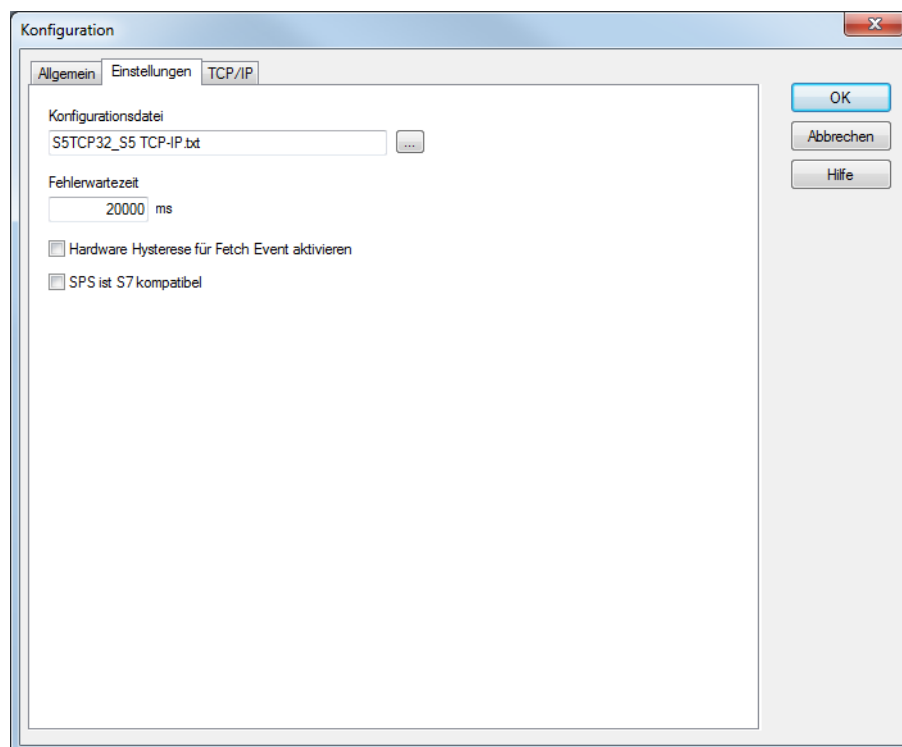 Konfiguration
Allgemein Einstellungen TCP/IP
OK
Abbrechen
Hilfe
Konfigurationsdatei
S5TCP32_S5 TCP-IP.txt ...
Fehlerwartezeit
20000 ms
Hardware Hysterese für Fetch Event aktivieren
SPS ist S7 kompatibel